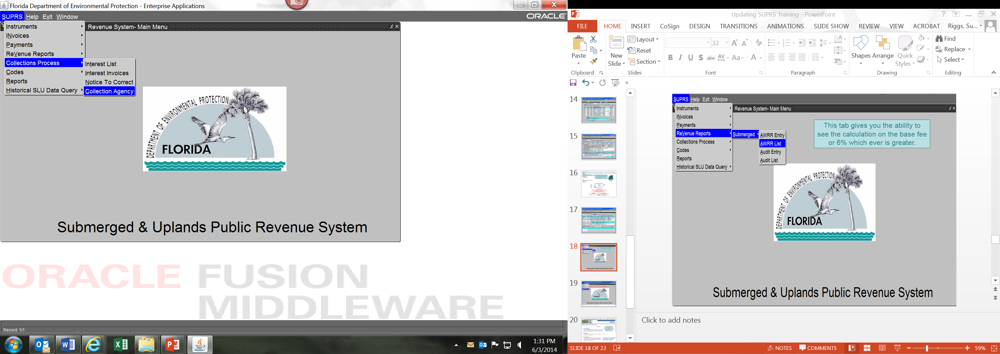 Florida Department of Environmental Protection - Enterprise Applications
SUPRS Help Exit Window
ORACLE
Revenue System- Main Menu
Instruments
INvoices
Payments
ReVenue Reports
Collections Process
Codes
Reports
Historical SLU Data Query
Interest List
Interest Invoices
Notice To Correct
Collection Agency
DEPARTMENT OF ENVIRONMENTAL PROTECTION
FLORIDA
Submerged & Uplands Public Revenue System
ORACLE FUSION
MIDDLEWARE
Record: 1/1
...
1:31 PM
6/3/2014
Updating SUPRS Training - PowerPoint
FILE HOME INSERT CoSign DESIGN TRANSITIONS ANIMATIONS SLIDE SHOW REVIEW VIEW ACROBAT Riggs, Su...
Paste
Clipboard
New
Slide
Layout
Reset
Section
Slides
32
B I U S abc AV Aa A
Font
Paragraph
Shapes Arrange Quick
Styles
Drawing
Find
Replace
Select
Editing
14
15
16
17
18
19
20
SUPRS Help Exit Window
Revenue System- Main Menu
Instruments
INvoices
Payments
ReVenue Reports
Collections Process
Codes
Reports
Historical SLU Data Query
Submerged
AWRR Entry
AWRR List
Audit Entry
Audit List
This tab gives you the ability to
see the calculation on the base fee
or 6% which ever is greater.
DEPARTMENT OF ENVIRONMENTAL PROTECTION
FLORIDA
Submerged & Uplands Public Revenue System
Click to add notes
SLIDE 18 OF 22
NOTES
COMMENTS
59%